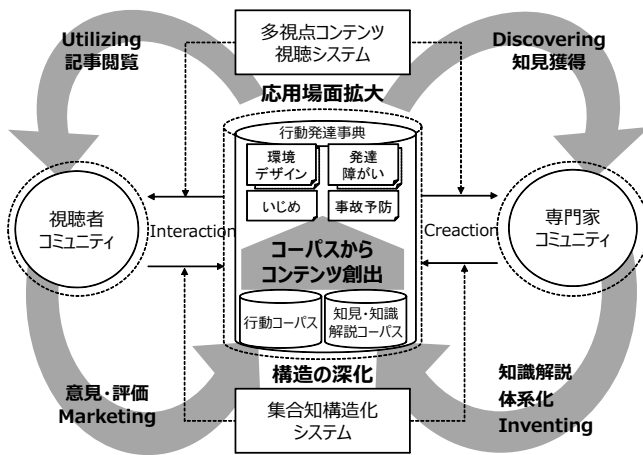 Utilizing
記事閲覧
多視点コンテンツ
視聴システム
Discovering
知見獲得
応用場面拡大
行動発達事典
環境
デザイン
発達
障がい
いじめ
事故予防
視聴者
コミュニティ
Interaction
Creaction
専門家
コミュニティ
コーパスから
コンテンツ創出
行動コーパス
知見・知識
解説コーパス
構造の深化
意見・評価
Marketing
集合知構造化
システム
知識解説
体系化
Inventing